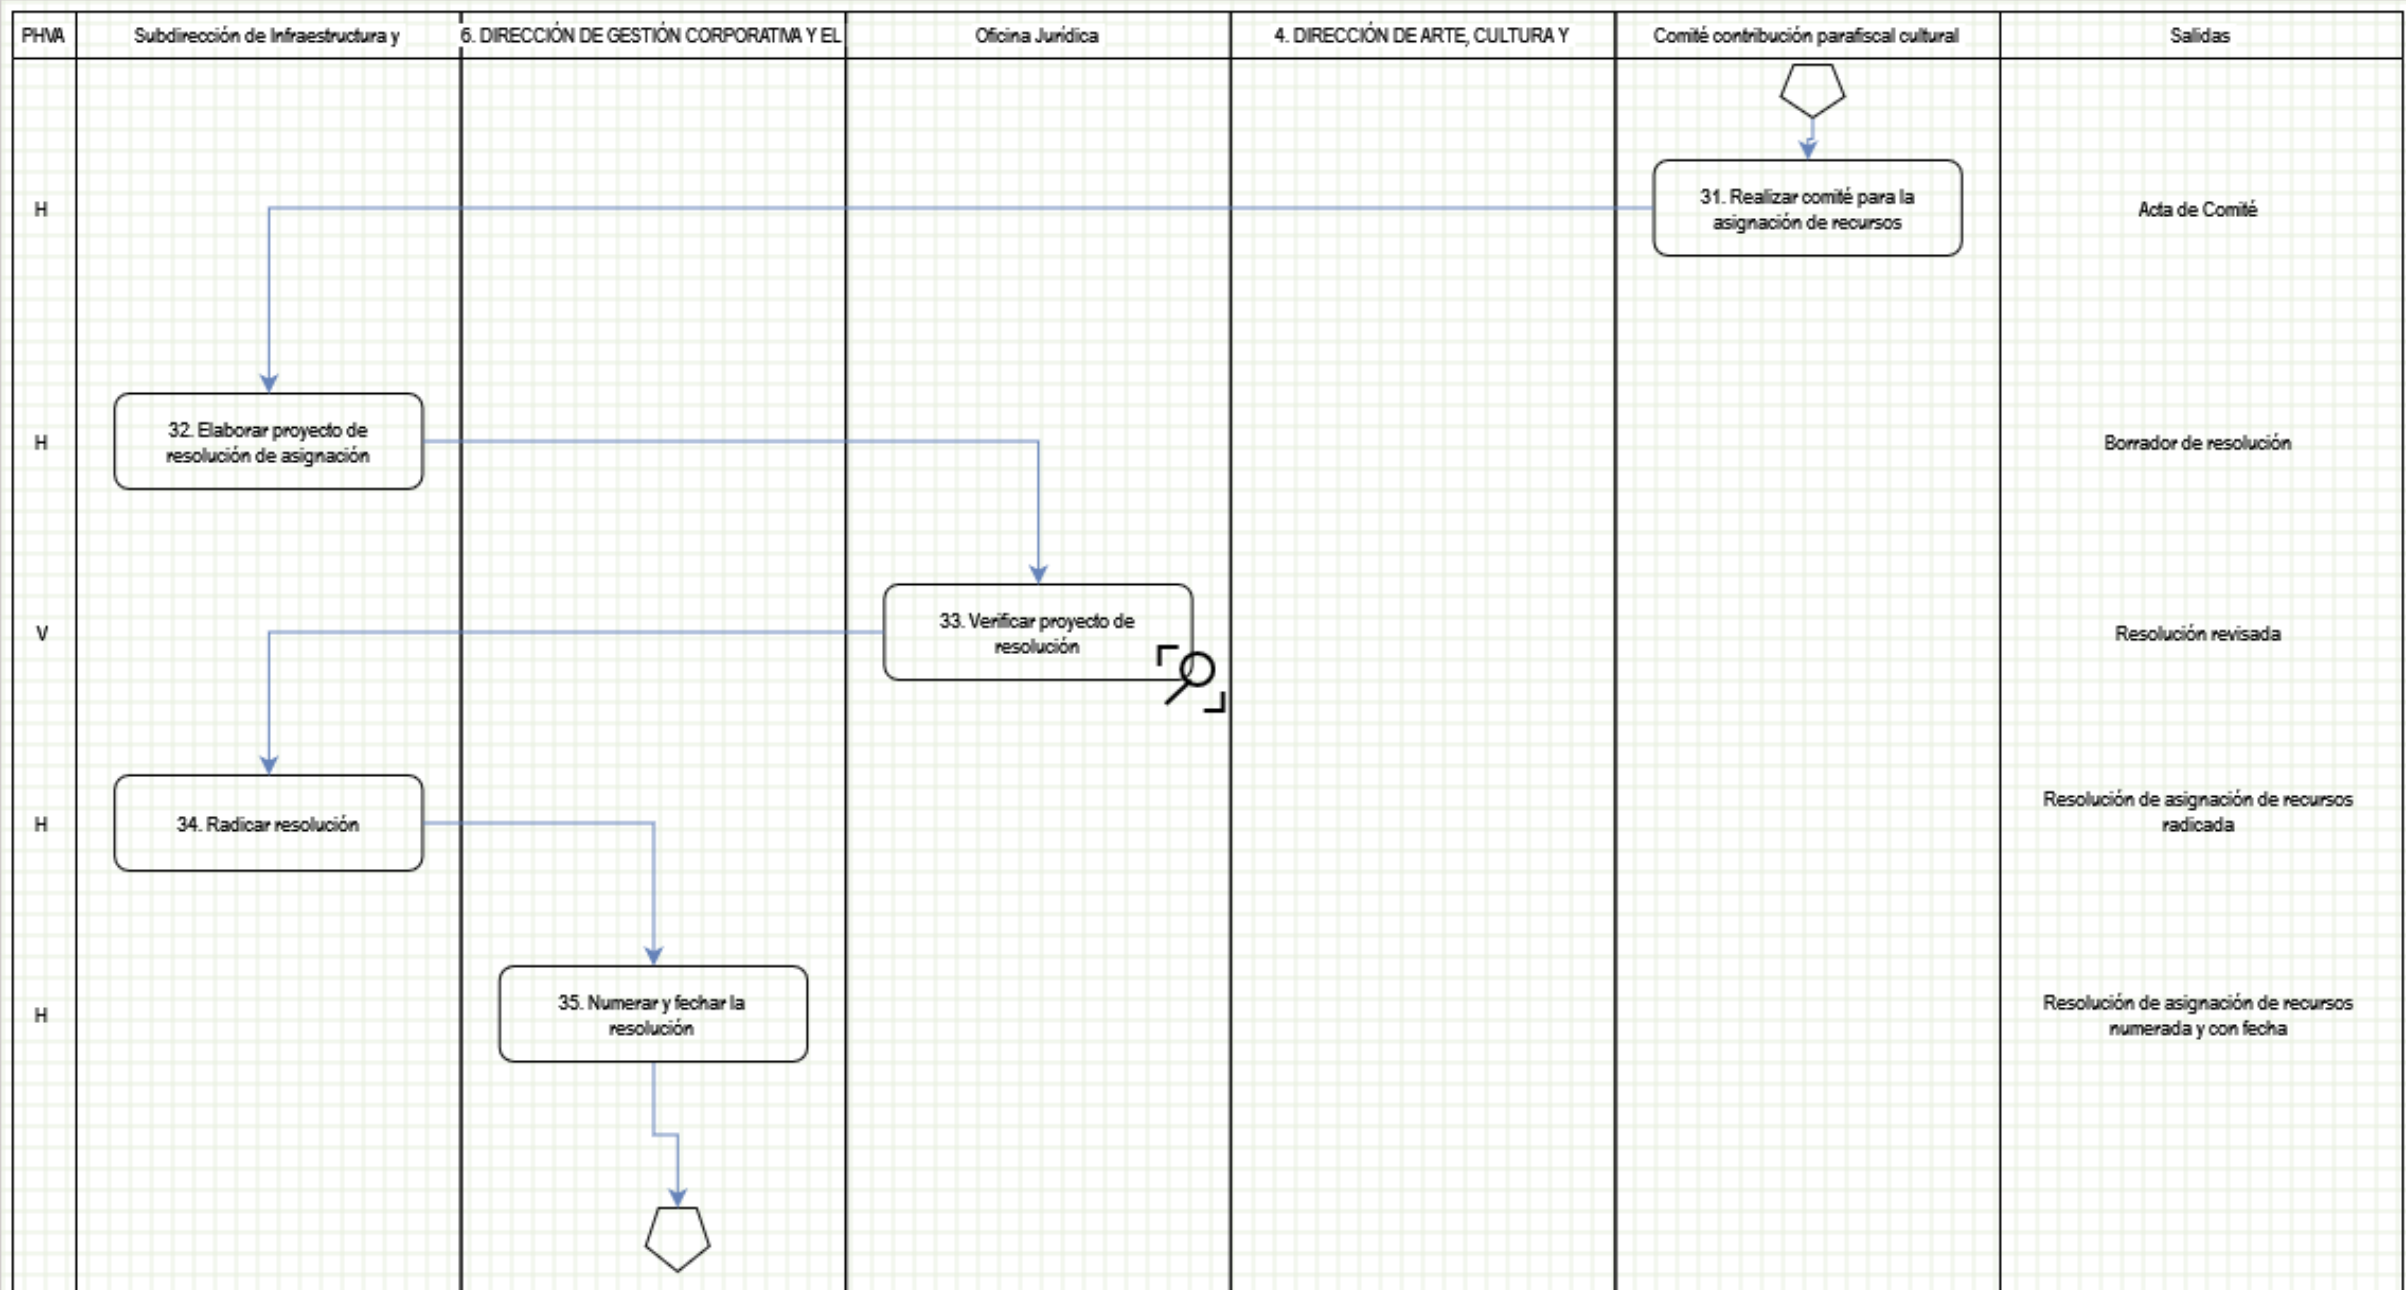 PHVA
Subdirección de Infraestructura y
6. DIRECCIÓN DE GESTIÓN CORPORATIVA Y EL
Oficina Jurídica
4. DIRECCIÓN DE ARTE, CULTURA Y
Comité contribución parafiscal cultural
Salidas
H
31. Realizar comité para la
asignación de recursos
Acta de Comité
H
32. Elaborar proyecto de
resolución de asignación
Borrador de resolución
V
33. Verificar proyecto de
resolución
Resolución revisada
H
34. Radicar resolución
Resolución de asignación de recursos
radicada
H
35. Numerar y fechar la
resolución
Resolución de asignación de recursos
numerada y con fecha